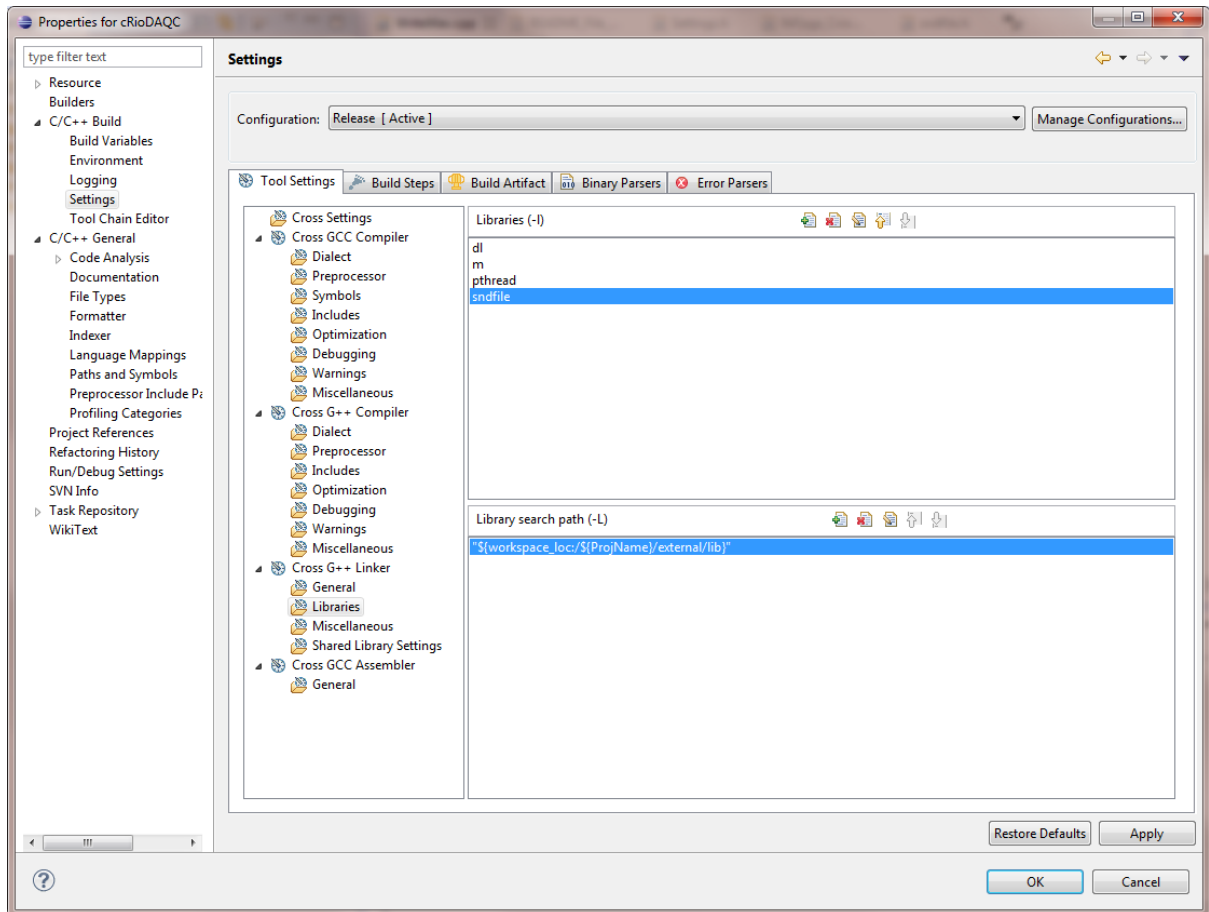 Properties for cRioDAQC
type filter text
Resource
Builders
C/C++ Build
Build Variables
Environment
Logging
Settings
Tool Chain Editor
C/C++ General
Code Analysis
Documentation
File Types
Formatter
Indexer
Language Mappings
Paths and Symbols
Preprocessor Include Pa
Profiling Categories
Project References
Refactoring History
Run/Debug Settings
SVN Info
Task Repository
WikiText
Settings
Configuration: Release [ Active ] Manage Configurations...
Tool Settings Build Steps Build Artifact Binary Parsers Error Parsers
Cross Settings
Cross GCC Compiler
Dialect
Preprocessor
Symbols
Includes
Optimization
Debugging
Warnings
Miscellaneous
Cross G++ Compiler
Dialect
Preprocessor
Includes
Optimization
Debugging
Warnings
Miscellaneous
Cross G++ Linker
General
Libraries
Miscellaneous
Shared Library Settings
Cross GCC Assembler
General
Libraries (-l)
dl
m
pthread
sndfile
Library search path (-L)
"${workspace_loc:/${ProjName}/external/lib}"
Restore Defaults Apply
OK Cancel